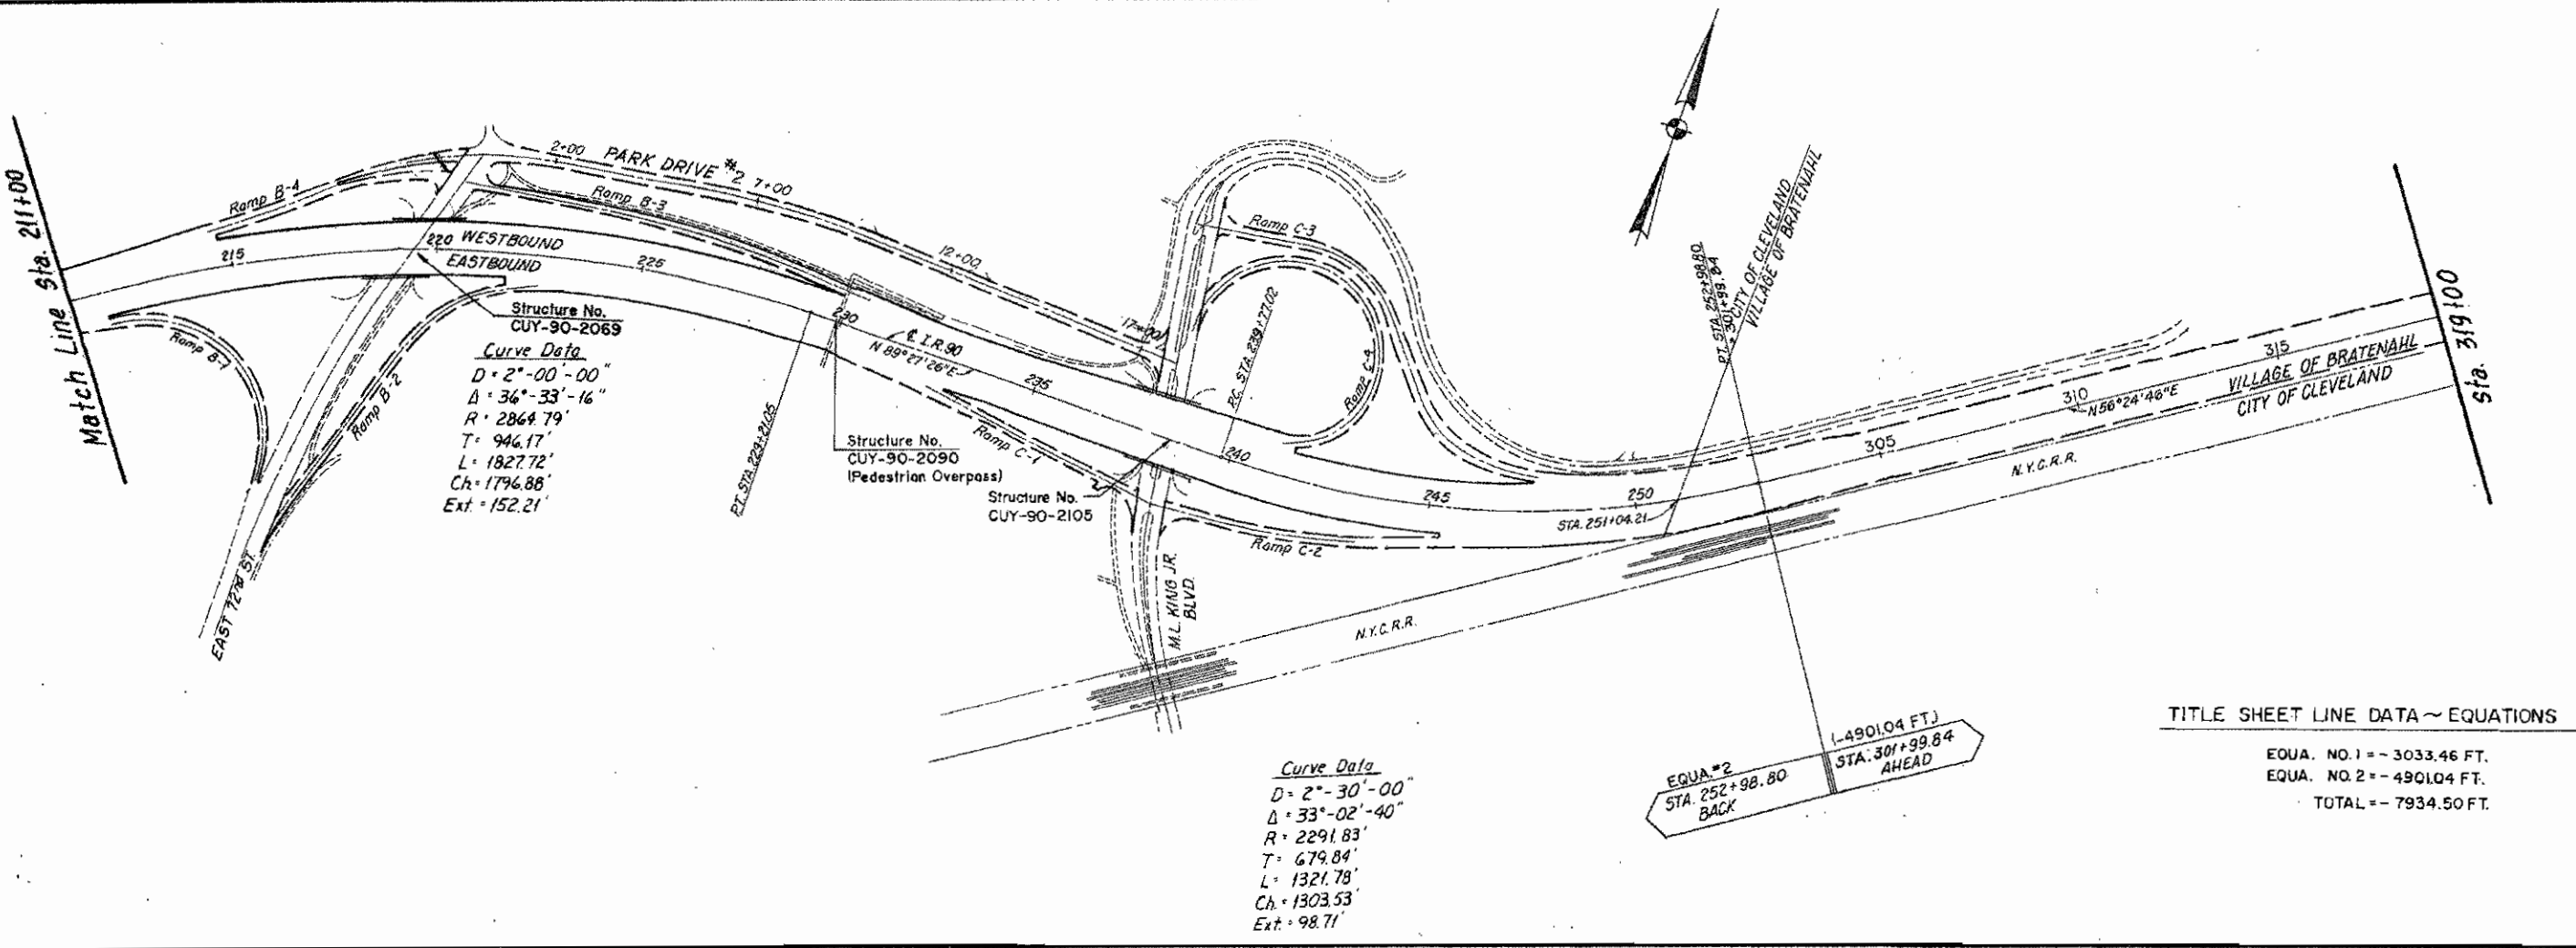 Match Line Sta. 211+00
Ramp B-4
215
Ramp B-1
EAST 72nd ST.
Ramp B-2
220 WESTBOUND
EASTBOUND
225
2+00 PARK DRIVE #2 7+00
Ramp B-3
12+00
17+00
Structure No.
CUY-90-2069
Curve Data
D = 2°-00'-00"
Δ = 36°-33'-16"
R = 2864.79'
T = 946.17'
L = 1827.72'
Ch = 1796.88'
Ext. = 152.21'
P.T. STA. 229+21.05
230
℄ I.R. 90
N 89°27'26"E
235
Structure No.
CUY-90-2090
(Pedestrian Overpass)
Ramp C-1
Structure No.
CUY-90-2105
M.L. KING JR.
BLVD.
P.C. STA. 239+77.02
240
Ramp C-3
Ramp C-4
Ramp C-2
245
250
STA. 251+04.21
P.T. STA. 252+98.80
= 301+99.84
CITY OF CLEVELAND
VILLAGE OF BRATENAHL
305
310
N56°24'46"E
315
VILLAGE OF BRATENAHL
CITY OF CLEVELAND
N.Y.C.R.R.
N.Y.C.R.R.
Sta. 319+00
Curve Data
D = 2°-30'-00"
Δ = 33°-02'-40"
R = 2291.83'
T = 679.84'
L = 1321.78'
Ch. = 1303.53'
Ext. = 98.71'
EQUA. #2
STA. 252+98.80
BACK
(-4901.04 FT.)
STA. 301+99.84
AHEAD
TITLE SHEET LINE DATA ~ EQUATIONS
EQUA. NO. 1 = - 3033.46 FT.
EQUA. NO. 2 = - 4901.04 FT.
TOTAL = - 7934.50 FT.